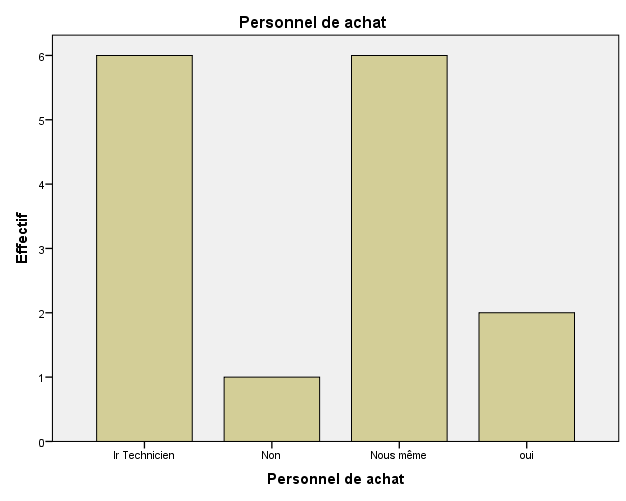 Personnel de achat
Effectif
6
5
4
3
2
1
0
Ir Technicien
Non
Nous même
oui
Personnel de achat